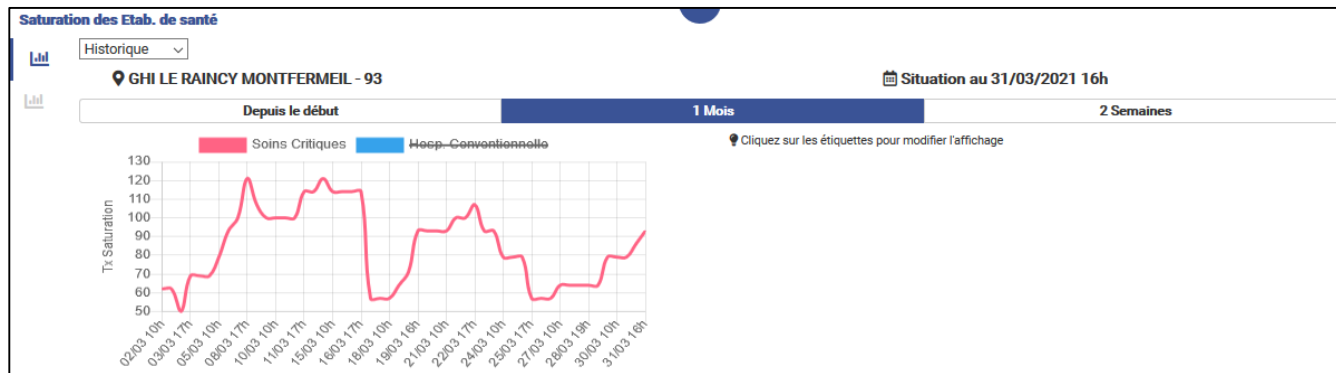 Saturation des Etab. de santé
Historique
GHI LE RAINCY MONTFERMEIL - 93
Situation au 31/03/2021 16h
Depuis le début
1 Mois
2 Semaines
Soins Critiques
Hosp. Conventionnelle
Cliquez sur les étiquettes pour modifier l'affichage
130
120
110
100
90
80
70
60
50
Tx Saturation
02/03 10h
03/03 17h
05/03 10h
08/03 17h
10/03 10h
11/03 17h
15/03 10h
16/03 17h
18/03 10h
19/03 16h
21/03 10h
22/03 17h
24/03 10h
25/03 17h
27/03 10h
28/03 19h
30/03 10h
31/03 16h